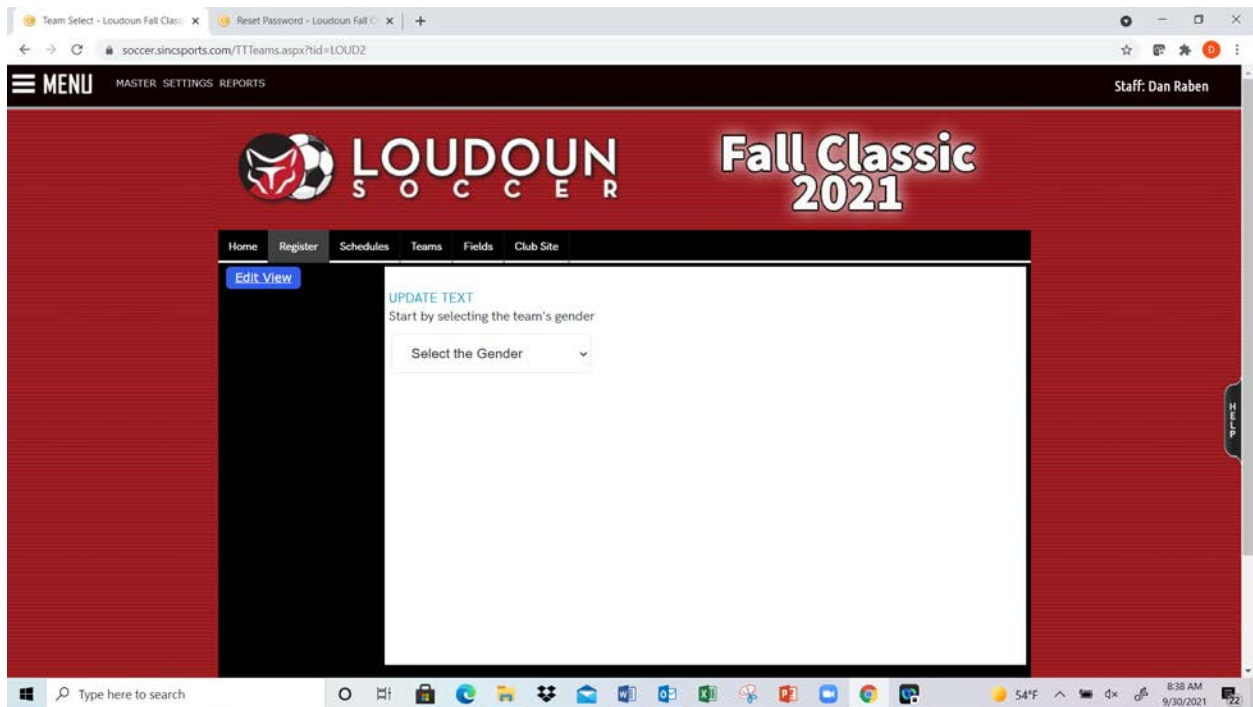 Team Select - Loudoun Fall Class
Reset Password - Loudoun Fall C
soccer.sincsports.com/TTTeams.aspx?tid=LOUD2
D
MENU
MASTER SETTINGS REPORTS
Staff: Dan Raben
LOUDOUN
SOCCER
Fall Classic
2021
Home Register Schedules Teams Fields Club Site
Edit View
UPDATE TEXT
Start by selecting the team's gender
Select the Gender
HELP
Type here to search
54°F
8:38 AM
9/30/2021
22